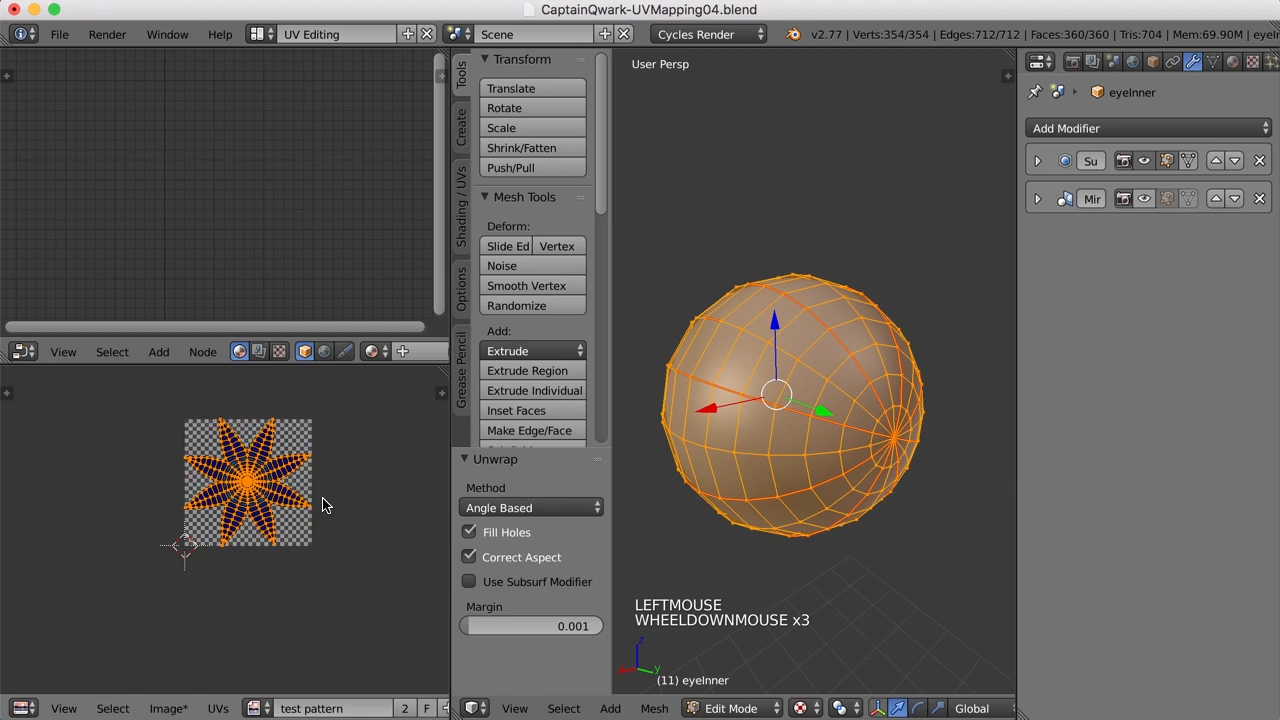 CaptainQwark-UVMapping04.blend
File Render Window Help UV Editing Scene Cycles Render v2.77 | Verts:354/354 | Edges:712/712 | Faces:360/360 | Tris:704 | Mem:69.90M |
Tools
Create
Shading / UVs
Options
Grease Pencil
Transform
Translate
Rotate
Scale
Shrink/Fatten
Push/Pull
Mesh Tools
Deform:
Slide Ed Vertex
Noise
Smooth Vertex
Randomize
Add:
Extrude
Extrude Region
Extrude Individual
Inset Faces
Make Edge/Face
Unwrap
Method
Angle Based
Fill Holes
Correct Aspect
Use Subsurf Modifier
Margin
0.001
User Persp
LEFTMOUSE
WHEELDOWNMOUSE x3
z
y
(11) eyeInner
eyeInner
Add Modifier
Su
Mir
View Select Add Node
View Select Image* UVs test pattern 2 F
View Select Add Mesh Edit Mode Global